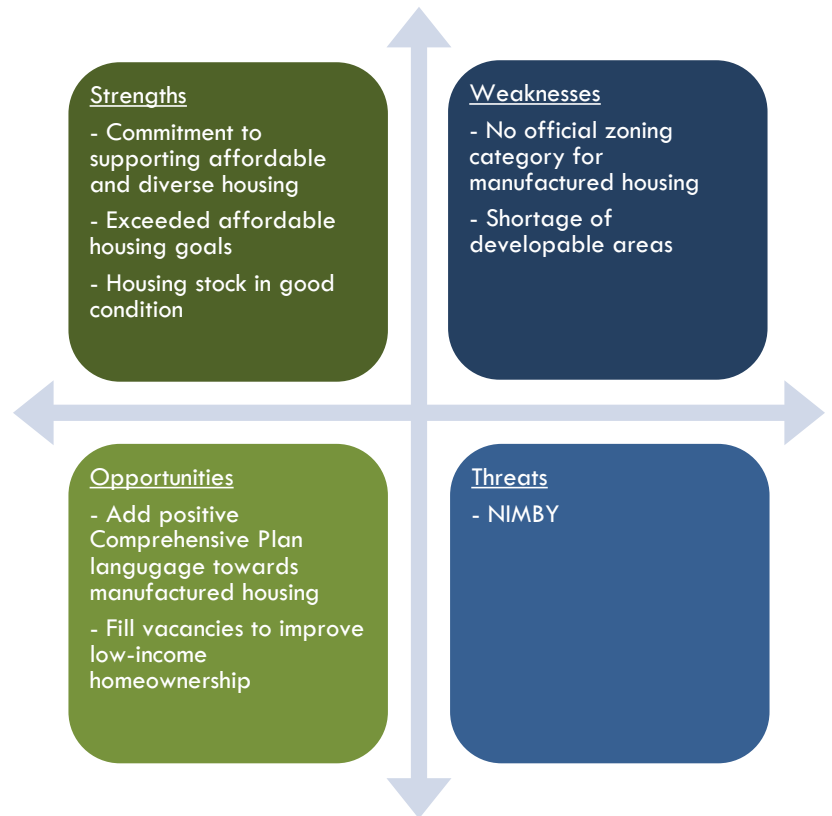 Strengths
- Commitment to
supporting affordable
and diverse housing
- Exceeded affordable
housing goals
- Housing stock in good
condition
Weaknesses
- No official zoning
category for
manufactured housing
- Shortage of
developable areas
Opportunities
- Add positive
Comprehensive Plan
langugage towards
manufactured housing
- Fill vacancies to improve
low-income
homeownership
Threats
- NIMBY